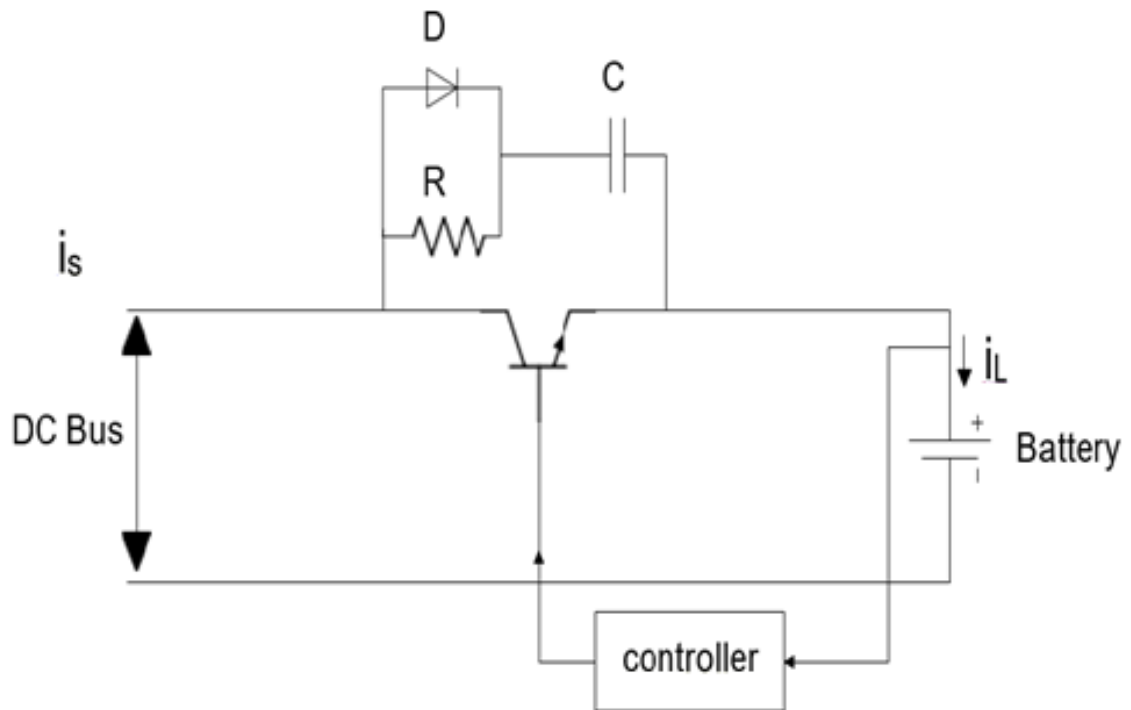 D
C
R
is
DC Bus
iL
+
Battery
-
controller